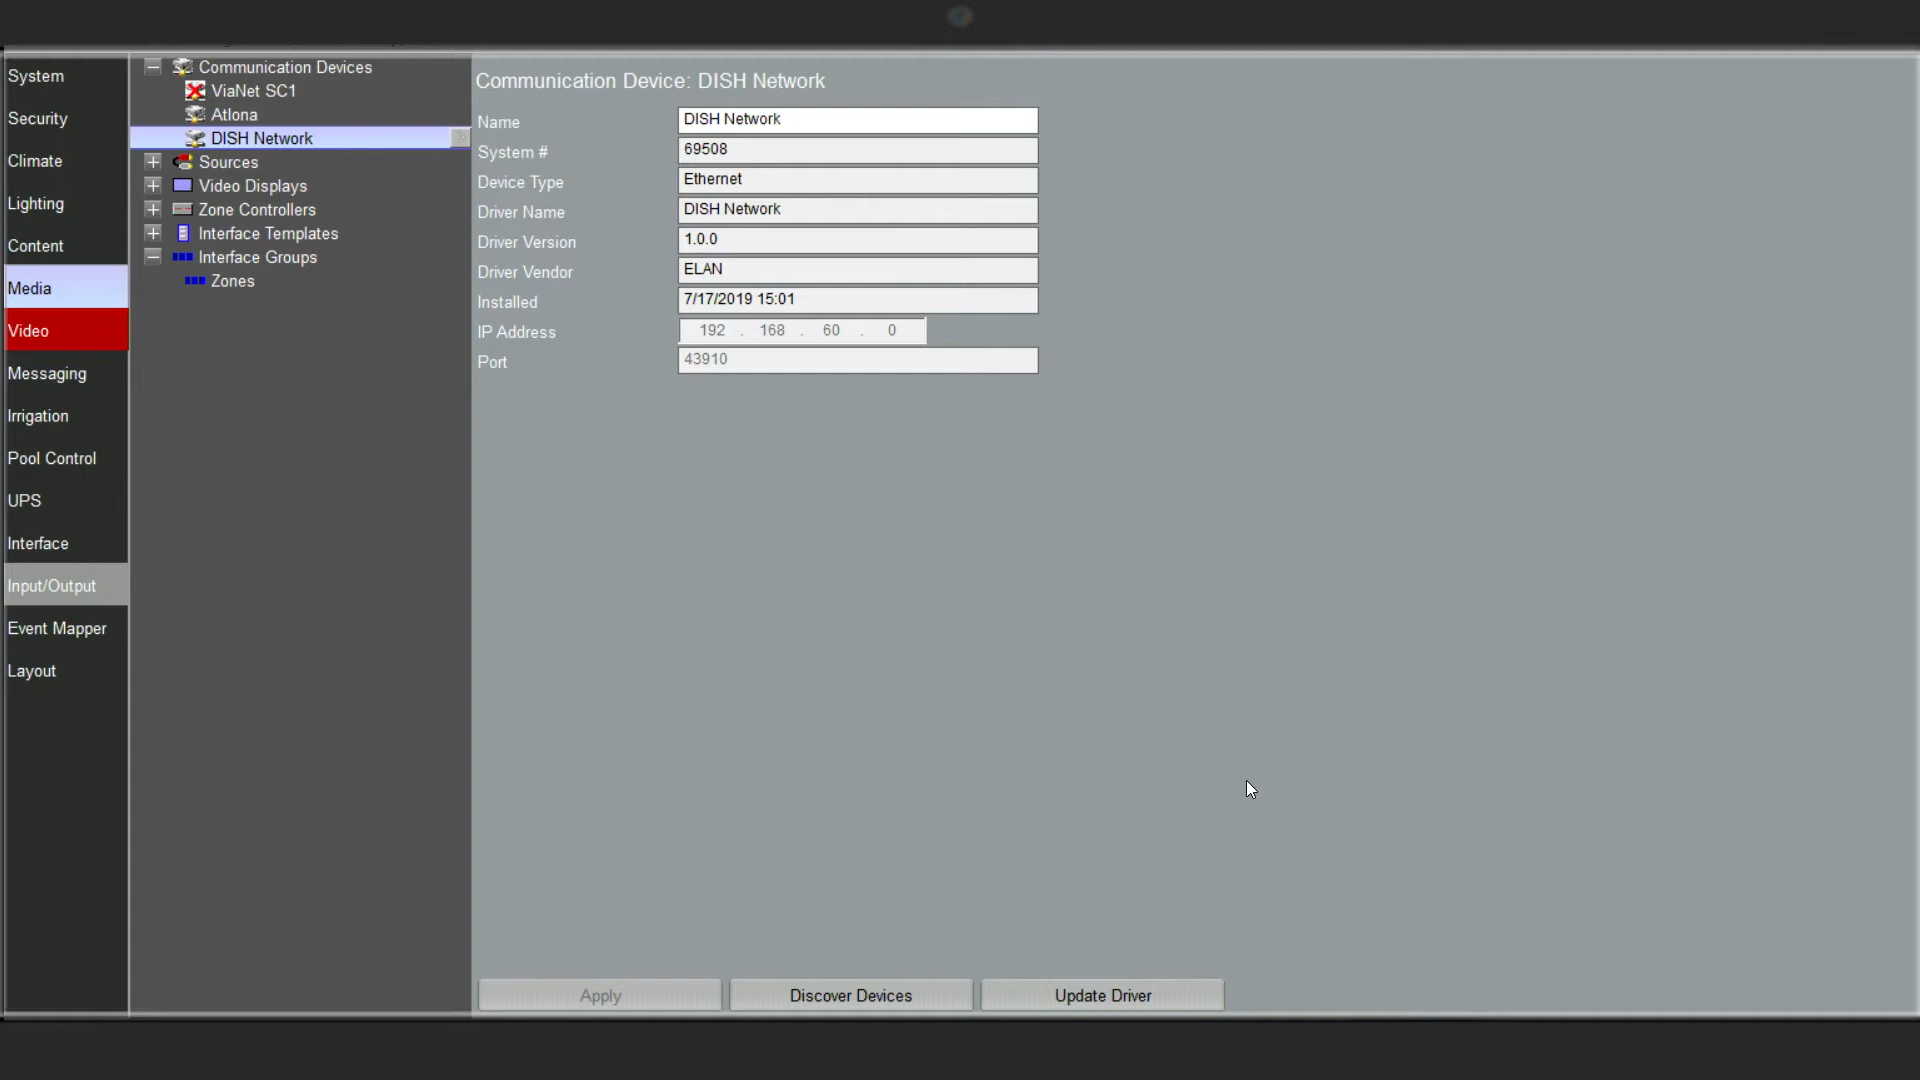 System
Security
Climate
Lighting
Content
Media
Video
Messaging
Irrigation
Pool Control
UPS
Interface
Input/Output
Event Mapper
Layout
Communication Devices
ViaNet SC1
Atlona
DISH Network
Sources
Video Displays
Zone Controllers
Interface Templates
Interface Groups
Zones
Communication Device: DISH Network
Name DISH Network
System # 69508
Device Type Ethernet
Driver Name DISH Network
Driver Version 1.0.0
Driver Vendor ELAN
Installed 7/17/2019 15:01
IP Address 192 . 168 . 60 . 0
Port 43910
Apply Discover Devices Update Driver